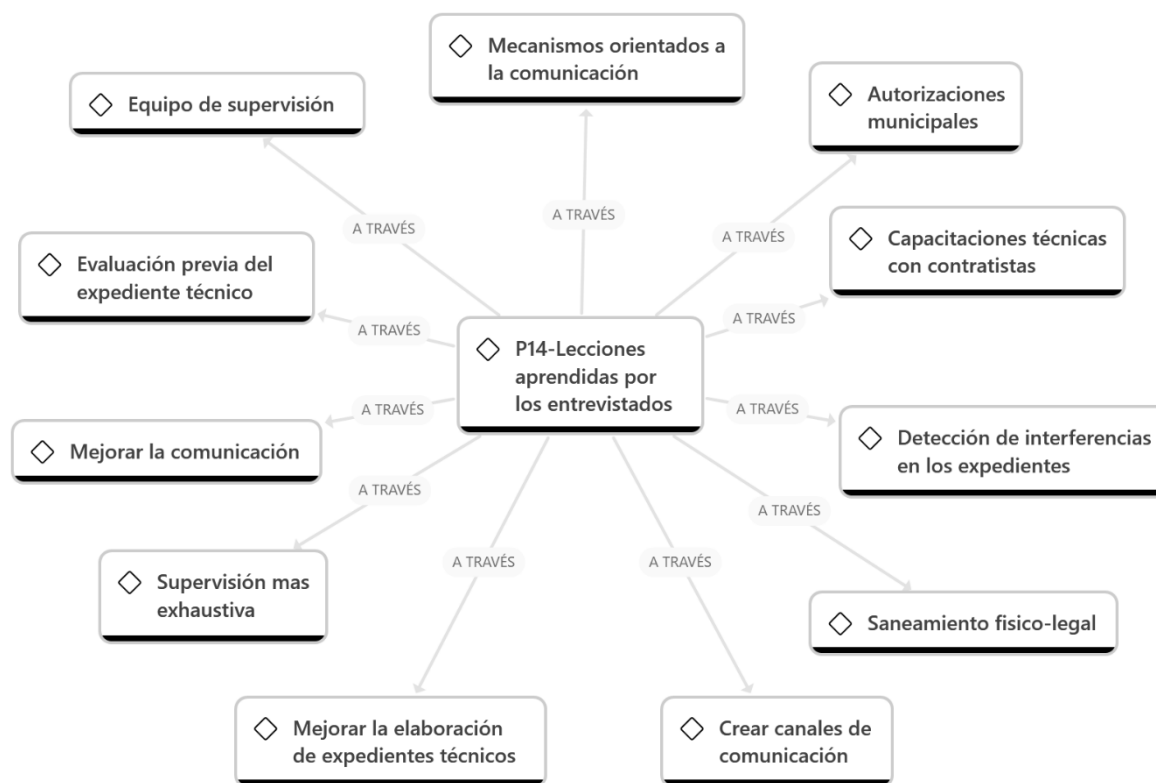 Mecanismos orientados a
la comunicación
Equipo de supervisión
Autorizaciones
municipales
A TRAVÉS
A TRAVÉS
A TRAVÉS
Capacitaciones técnicas
con contratistas
Evaluación previa del
expediente técnico
A TRAVÉS
A TRAVÉS
P14-Lecciones
aprendidas por
los entrevistados
A TRAVÉS
A TRAVÉS
Mejorar la comunicación
Detección de interferencias
en los expedientes
A TRAVÉS
A TRAVÉS
A TRAVÉS
A TRAVÉS
Supervisión mas
exhaustiva
Saneamiento fisico-legal
Mejorar la elaboración
de expedientes técnicos
Crear canales de
comunicación